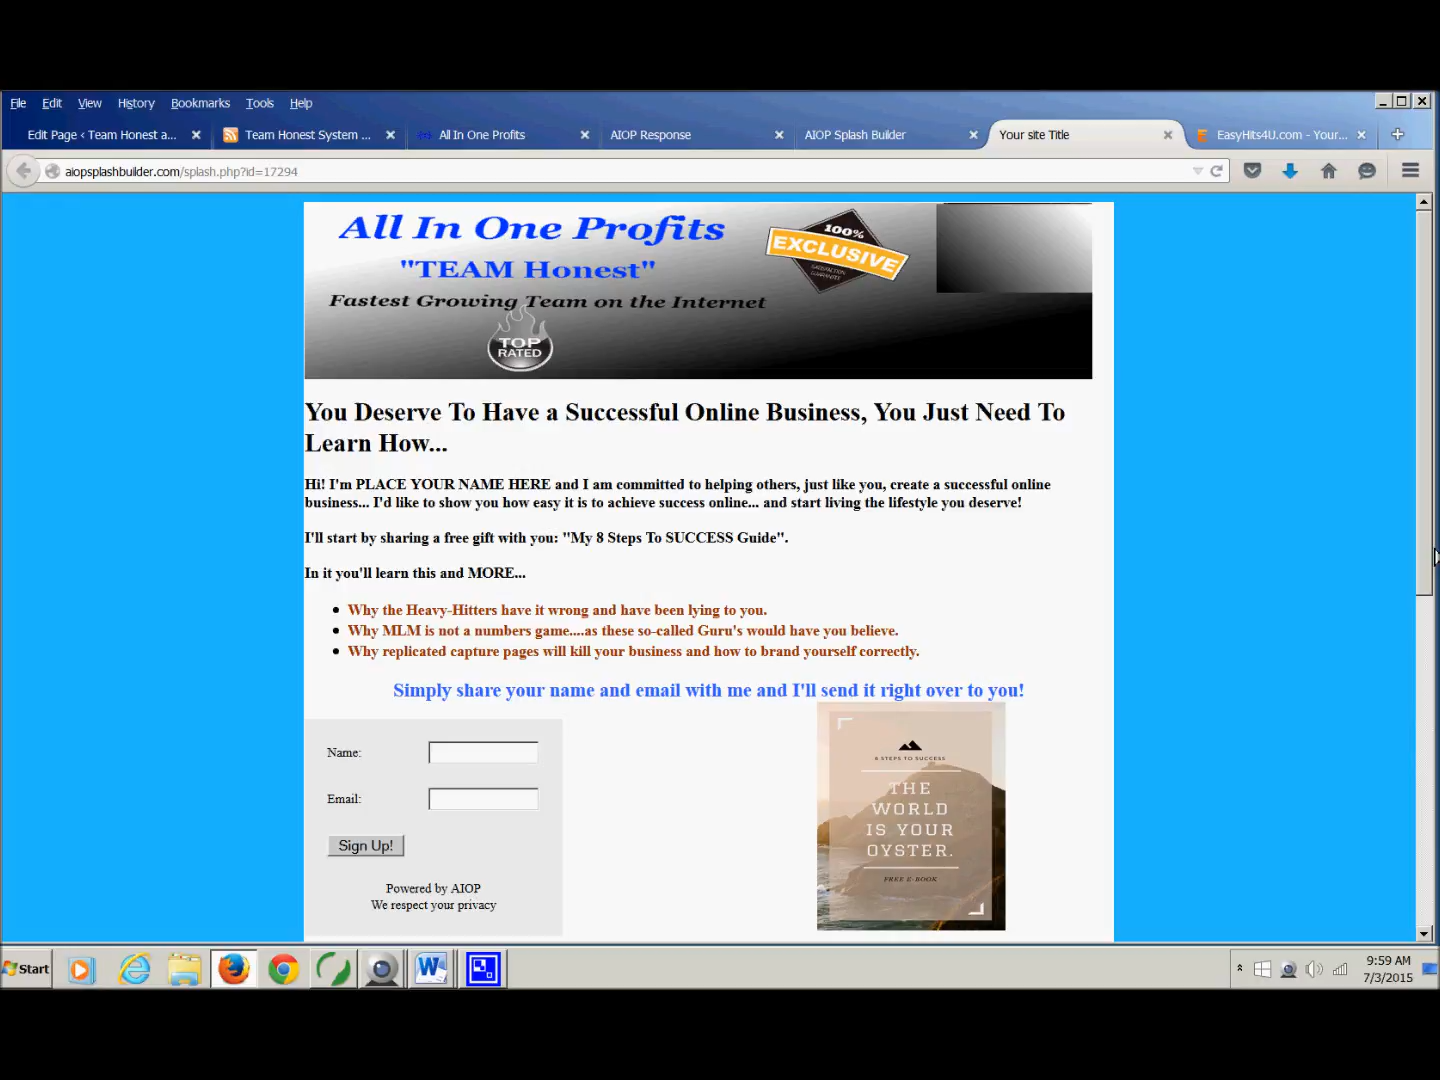 File Edit View History Bookmarks Tools Help
Edit Page ‹ Team Honest a...
Team Honest System ...
All In One Profits
AIOP Response
AIOP Splash Builder
Your site Title
EasyHits4U.com - Your...
aiopsplashbuilder.com/splash.php?id=17294
All In One Profits
"TEAM Honest"
Fastest Growing Team on the Internet
TOP
RATED
100%
EXCLUSIVE
SATISFACTION
GUARANTEE
You Deserve To Have a Successful Online Business, You Just Need To
Learn How...
Hi! I'm PLACE YOUR NAME HERE and I am committed to helping others, just like you, create a successful online
business... I'd like to show you how easy it is to achieve success online... and start living the lifestyle you deserve!
I'll start by sharing a free gift with you: "My 8 Steps To SUCCESS Guide".
In it you'll learn this and MORE...
Why the Heavy-Hitters have it wrong and have been lying to you.
Why MLM is not a numbers game....as these so-called Guru's would have you believe.
Why replicated capture pages will kill your business and how to brand yourself correctly.
Simply share your name and email with me and I'll send it right over to you!
Name:
Email:
Sign Up!
Powered by AIOP
We respect your privacy
8 STEPS TO SUCCESS
THE
WORLD
IS YOUR
OYSTER.
FREE E-BOOK
Start
9:59 AM
7/3/2015